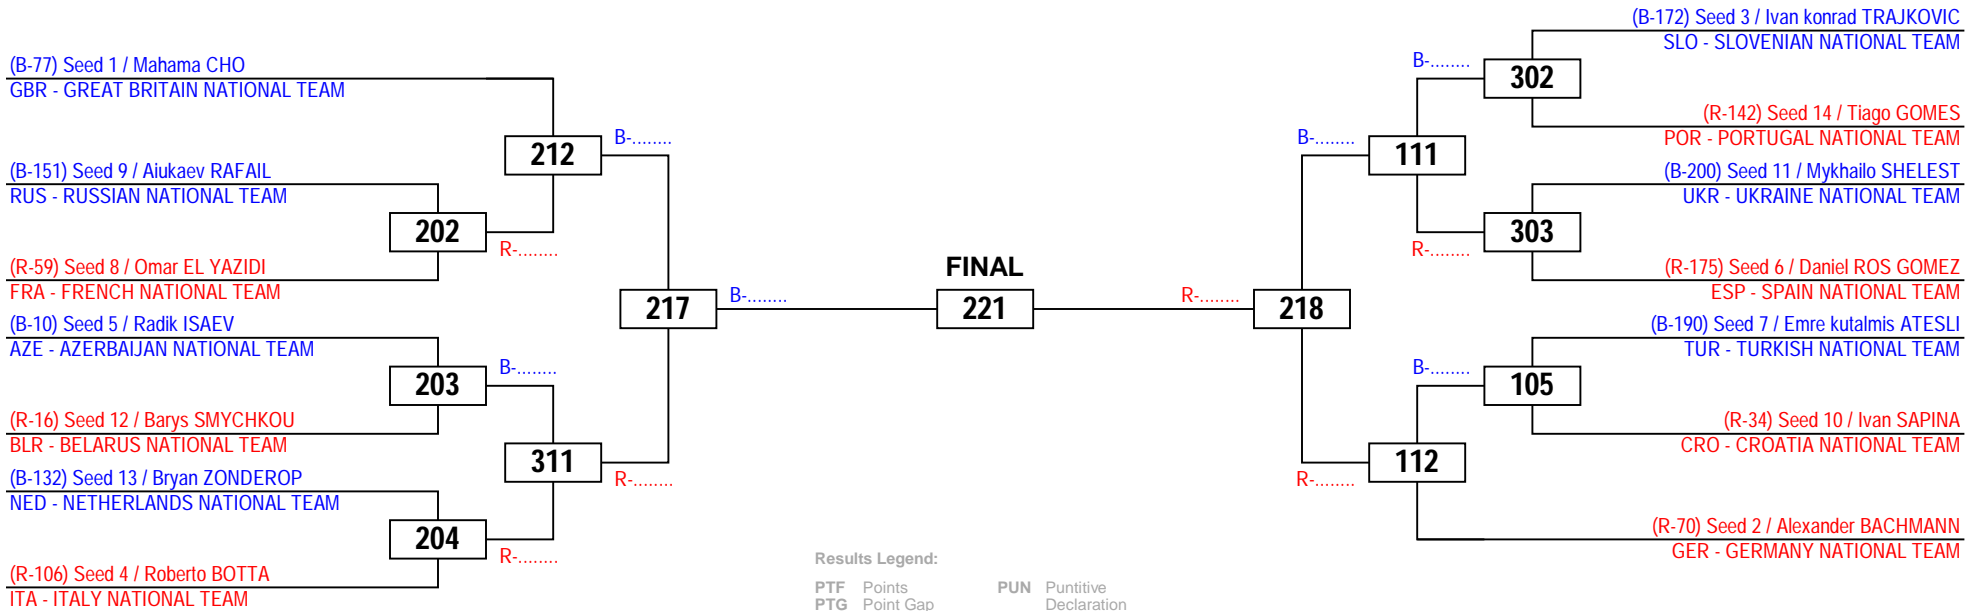 (B-77) Seed 1 / Mahama CHO
GBR - GREAT BRITAIN NATIONAL TEAM
(B-151) Seed 9 / Aiukaev RAFAIL
RUS - RUSSIAN NATIONAL TEAM
(R-59) Seed 8 / Omar EL YAZIDI
FRA - FRENCH NATIONAL TEAM
(B-10) Seed 5 / Radik ISAEV
AZE - AZERBAIJAN NATIONAL TEAM
(R-16) Seed 12 / Barys SMYCHKOU
BLR - BELARUS NATIONAL TEAM
(B-132) Seed 13 / Bryan ZONDEROP
NED - NETHERLANDS NATIONAL TEAM
(R-106) Seed 4 / Roberto BOTTA
ITA - ITALY NATIONAL TEAM
202
203
204
R-........
B-........
R-........
212
311
B-........
R-........
217
B-........
FINAL
221
R-........
218
B-........
R-........
111
112
B-........
R-........
B-........
302
303
105
(B-172) Seed 3 / Ivan konrad TRAJKOVIC
SLO - SLOVENIAN NATIONAL TEAM
(R-142) Seed 14 / Tiago GOMES
POR - PORTUGAL NATIONAL TEAM
(B-200) Seed 11 / Mykhailo SHELEST
UKR - UKRAINE NATIONAL TEAM
(R-175) Seed 6 / Daniel ROS GOMEZ
ESP - SPAIN NATIONAL TEAM
(B-190) Seed 7 / Emre kutalmis ATESLI
TUR - TURKISH NATIONAL TEAM
(R-34) Seed 10 / Ivan SAPINA
CRO - CROATIA NATIONAL TEAM
(R-70) Seed 2 / Alexander BACHMANN
GER - GERMANY NATIONAL TEAM
Results Legend:
PTF Points
PTG Point Gap
PUN Puntitive
Declaration